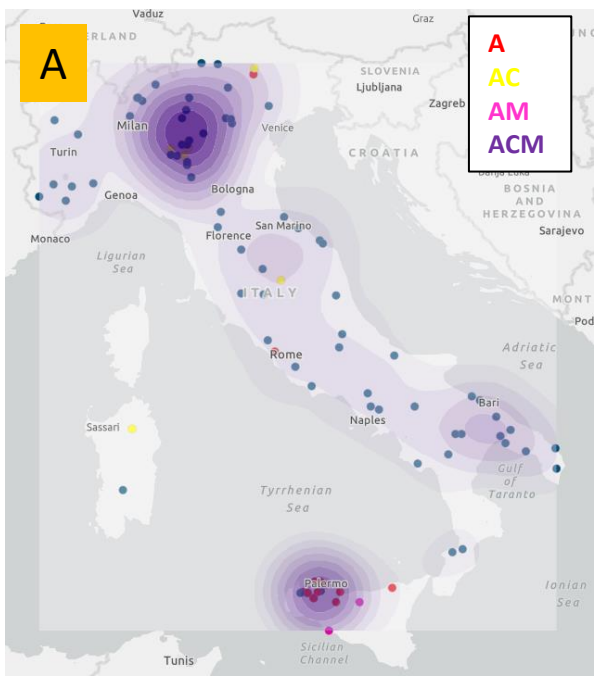 Vaduz
Graz
A
ERLAND
A
AC
AM
ACM
SLOVENIA
Ljubljana
Zagreb
Milan
Venice
Turin
CROATIA
Genoa
Bologna
BOSNIA
AND
HERZEGOVINA
Monaco
Florence
San Marino
Sarajevo
Ligurian
Sea
ITALY
MONT
Pod
Adriatic
Sea
Rome
Bari
Naples
Sassari
Gulf
of
Taranto
Tyrrhenian
Sea
Palermo
Ionian
Sea
Sicilian
Channel
Tunis